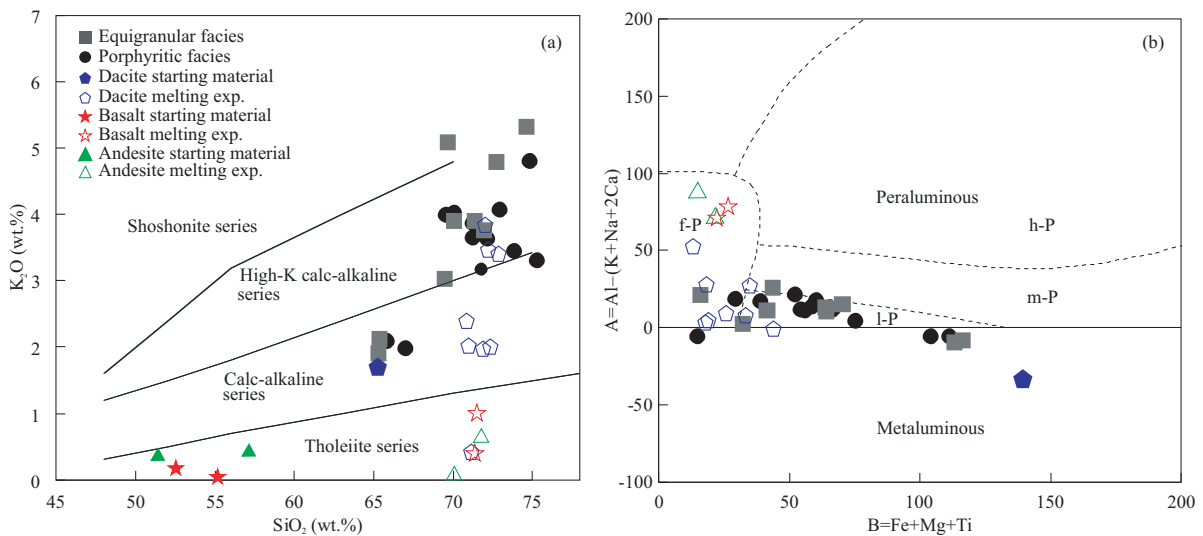 7
6
5
4
3
2
1
0
K₂O (wt.%)
(a)
Equigranular facies
Porphyritic facies
Dacite starting material
Dacite melting exp.
Basalt starting material
Basalt melting exp.
Andesite starting material
Andesite melting exp.
Shoshonite series
High-K calc-alkaline
series
Calc-alkaline
series
Tholeiite series
45 50 55 60 65 70 75
SiO₂ (wt.%)
200
150
100
50
0
-50
-100
A= Al−(K+Na+2Ca)
(b)
Peraluminous
f-P
h-P
m-P
l-P
Metaluminous
0 50 100 150 200
B=Fe+Mg+Ti